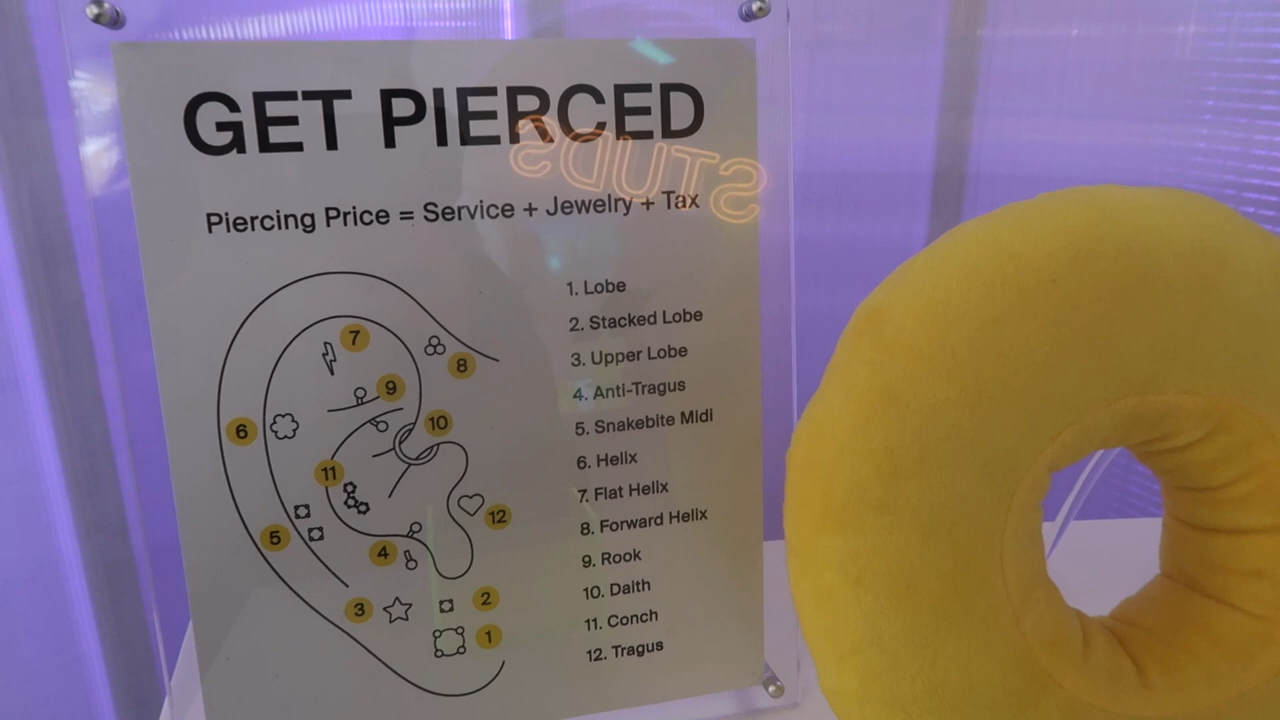 GET PIERCED
STUDS
Piercing Price = Service + Jewelry + Tax
1. Lobe
2. Stacked Lobe
3. Upper Lobe
4. Anti-Tragus
5. Snakebite Midi
6. Helix
7. Flat Helix
8. Forward Helix
9. Rook
10. Daith
11. Conch
12. Tragus
7
8
9
10
6
11
12
5
4
3
2
1